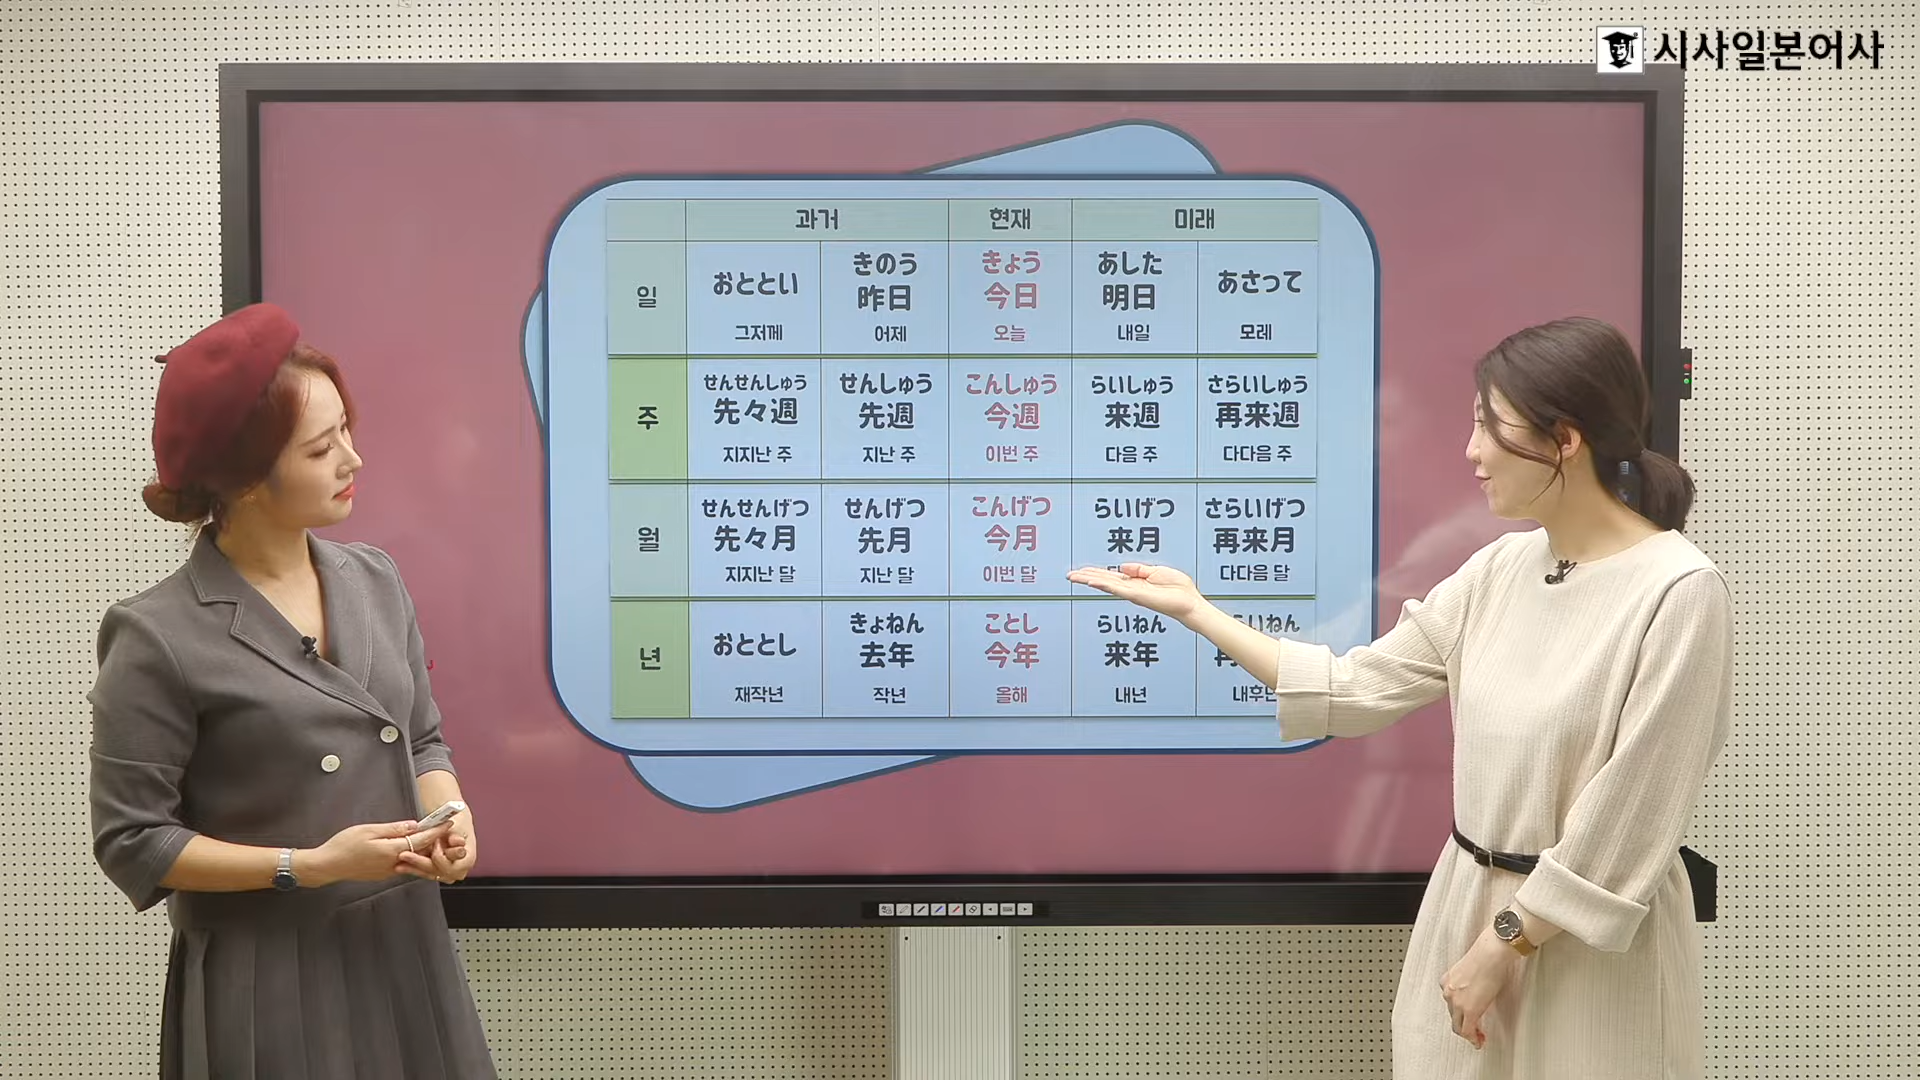 시사일본어사
과거 현재 미래
일
おととい
그저께
きのう
昨日
어제
きょう
今日
오늘
あした
明日
내일
あさって
모레
주
せんせんしゅう
先々週
지지난 주
せんしゅう
先週
지난 주
こんしゅう
今週
이번 주
らいしゅう
来週
다음 주
さらいしゅう
再来週
다다음 주
월
せんせんげつ
先々月
지지난 달
せんげつ
先月
지난 달
こんげつ
今月
이번 달
らいげつ
来月
さらいげつ
再来月
다다음 달
년
おととし
재작년
きょねん
去年
작년
ことし
今年
올해
らいねん
来年
내년